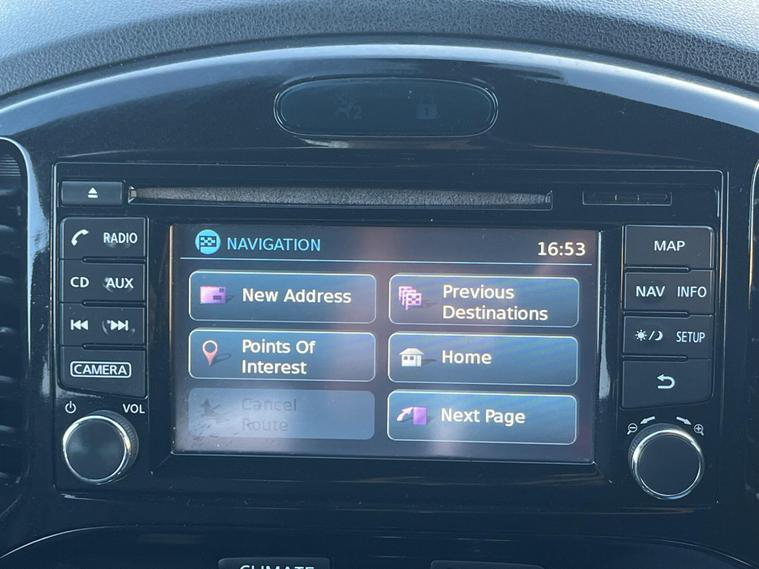 RADIO
CD AUX
CAMERA
VOL
NAVIGATION
16:53
New Address
Previous
Destinations
Points Of
Interest
Home
Cancel
Route
Next Page
MAP
NAV INFO
SETUP
CLIMATE